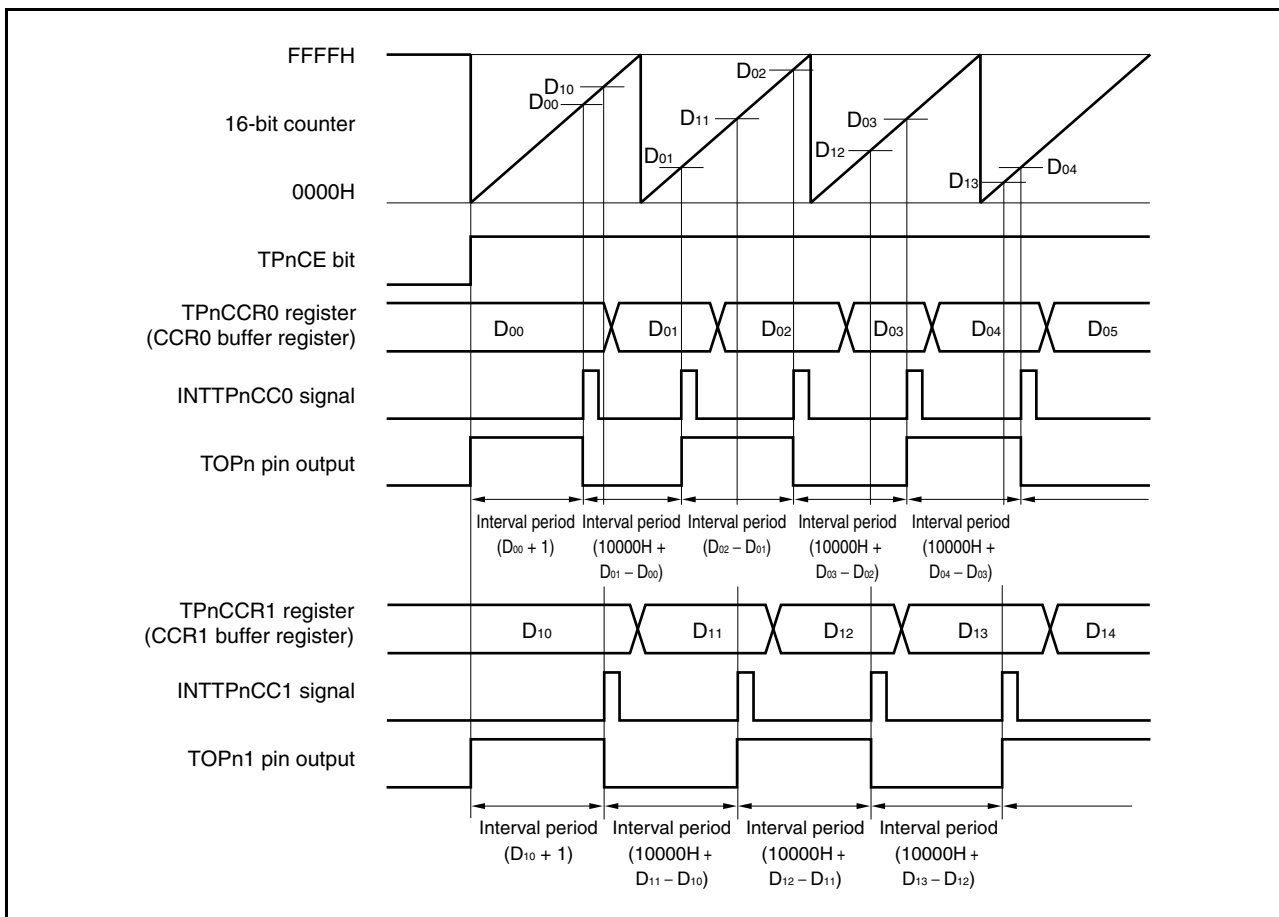 FFFFH
16-bit counter
0000H
D10
D00
D01
D11
D02
D12
D03
D13
D04
TPnCE bit
TPnCCR0 register
(CCR0 buffer register)
D00
D01
D02
D03
D04
D05
INTTPnCC0 signal
TOPn pin output
Interval period
(D00 + 1)
Interval period
(10000H +
D01 – D00)
Interval period
(D02 – D01)
Interval period
(10000H +
D03 – D02)
Interval period
(10000H +
D04 – D03)
TPnCCR1 register
(CCR1 buffer register)
D10
D11
D12
D13
D14
INTTPnCC1 signal
TOPn1 pin output
Interval period
(D10 + 1)
Interval period
(10000H +
D11 – D10)
Interval period
(10000H +
D12 – D11)
Interval period
(10000H +
D13 – D12)